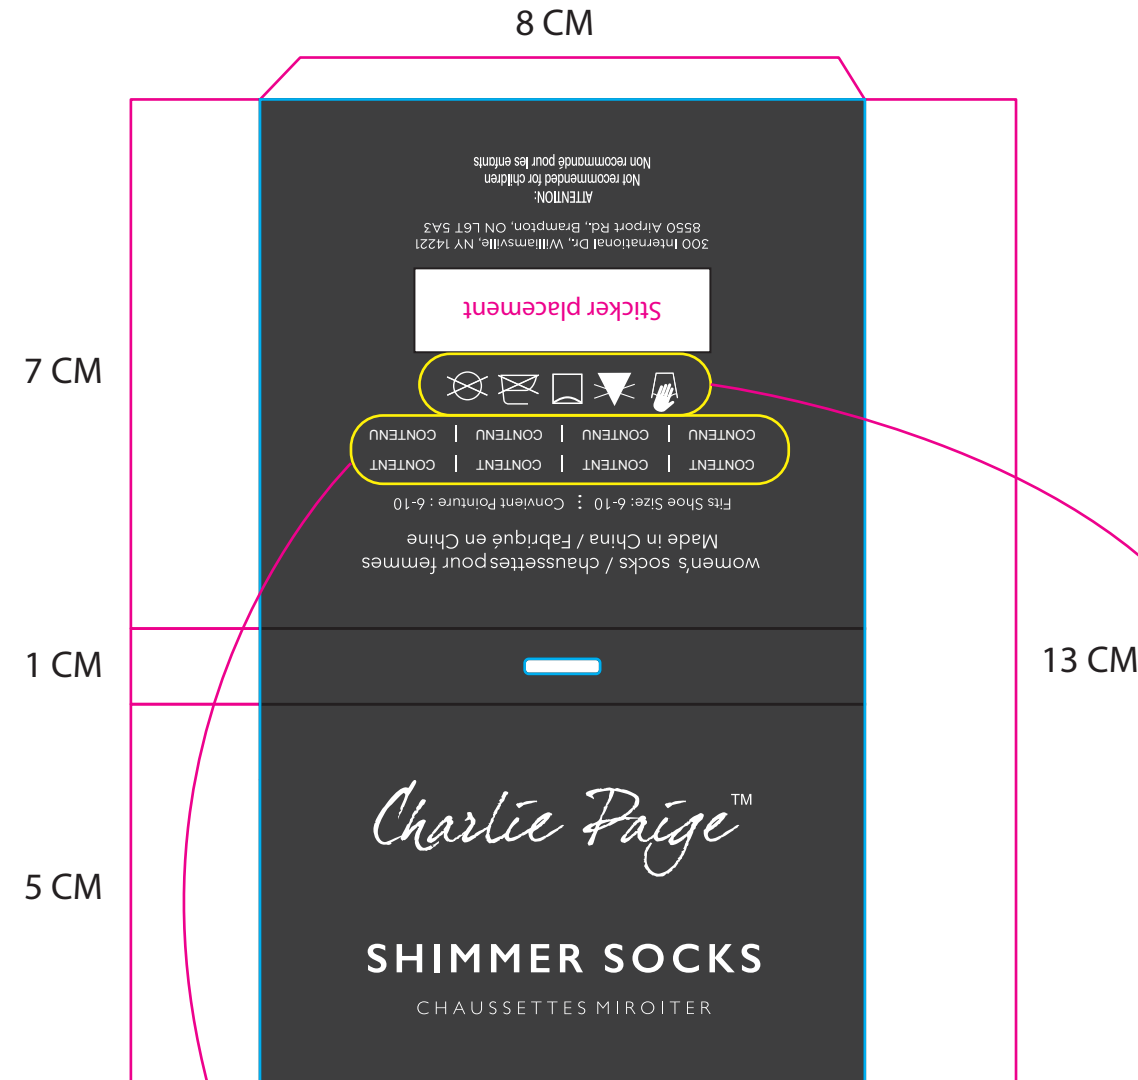 8 CM
Non recommandé pour les enfants
Not recommended for children
ATTENTION:
8550 Airport Rd., Brampton, ON L6T 5A3
300 International Dr., Williamsville, NY 14221
Sticker placement
7 CM
CONTENU | CONTENU | CONTENU | CONTENU
CONTENT | CONTENT | CONTENT | CONTENT
Fits Shoe Size: 6-10 ⋮ Convient Pointure : 6-10
Made in China / Fabriqué en Chine
women's socks / chaussettes pour femmes
1 CM
13 CM
Charlie Paige™
5 CM
SHIMMER SOCKS
CHAUSSETTES MIROITER